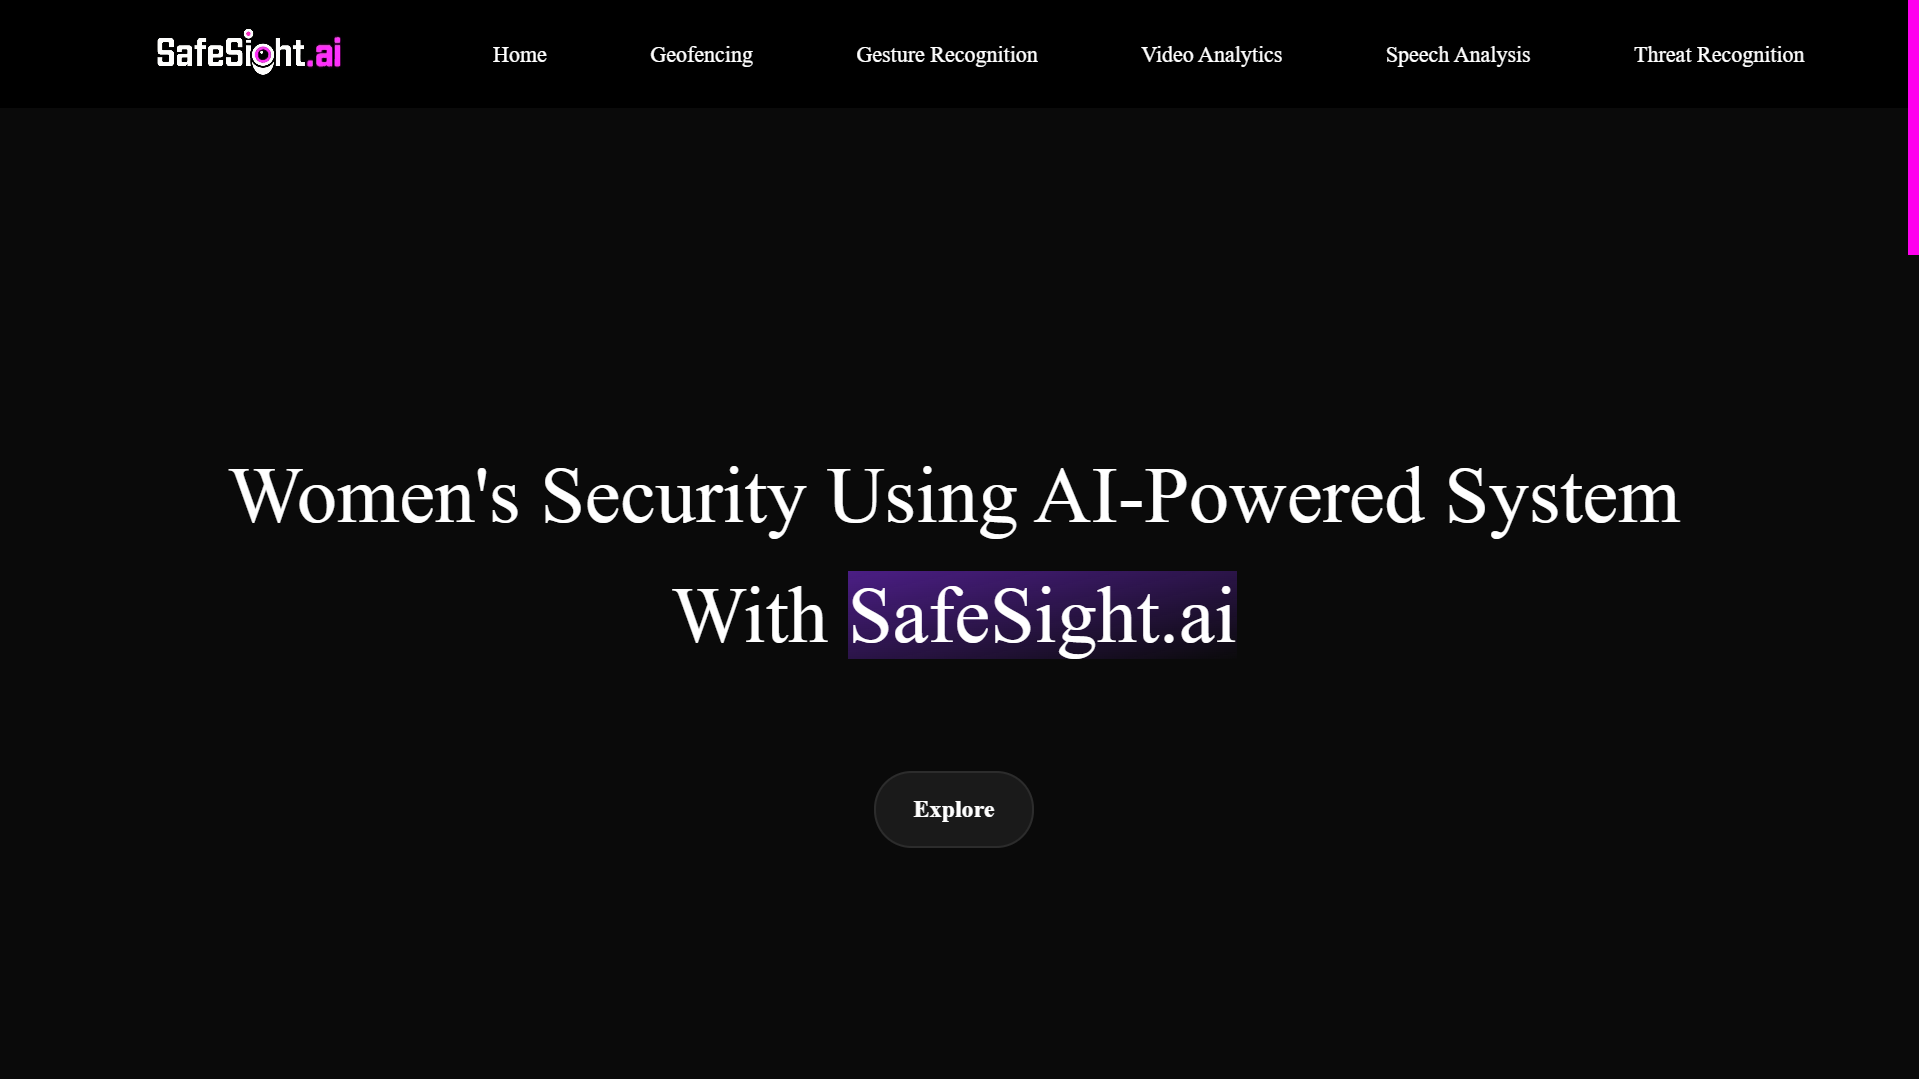 SafeSight.ai
Home
Geofencing
Gesture Recognition
Video Analytics
Speech Analysis
Threat Recognition
Women's Security Using AI-Powered System
With SafeSight.ai
Explore